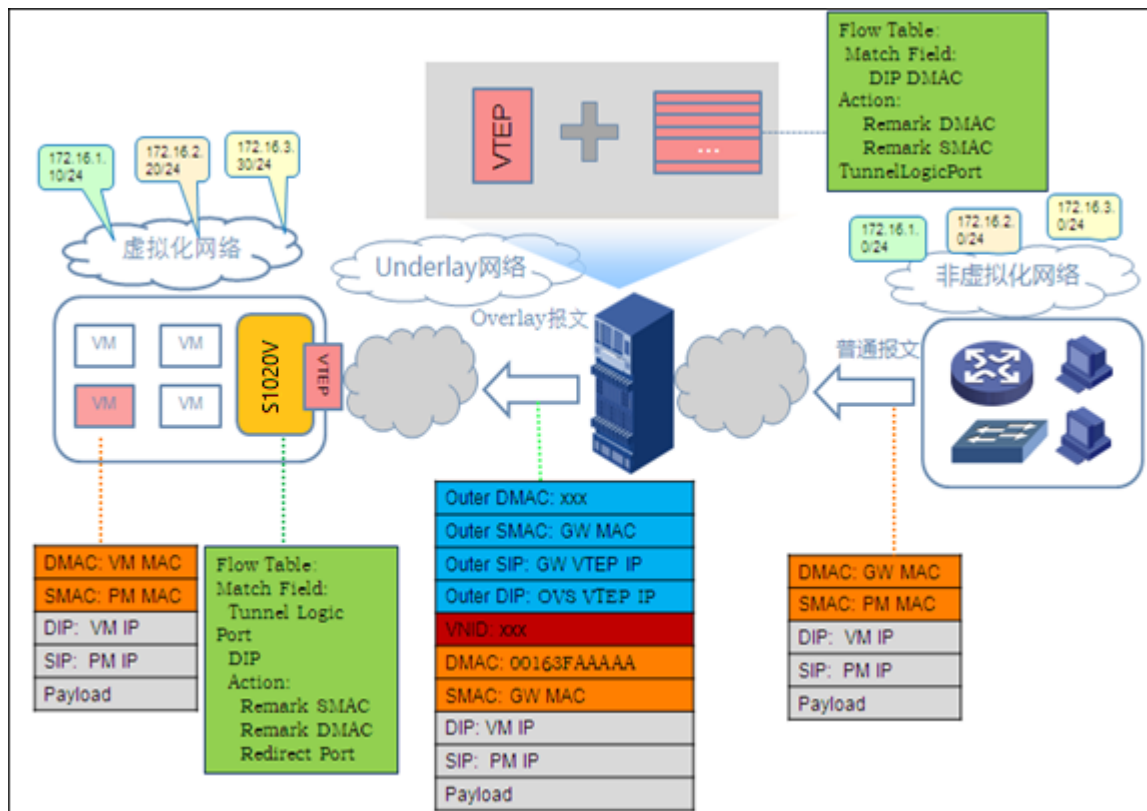 Flow Table:
Match Field:
DIP DMAC
Action:
Remark DMAC
Remark SMAC
TunnelLogicPort
VTEP
...
172.16.1.
10/24
172.16.2.
20/24
172.16.3.
30/24
虚拟化网络
Underlay网络
172.16.1.
0/24
172.16.2.
0/24
172.16.3.
0/24
非虚拟化网络
VM
VM
VM
VM
S1020V
VTEP
Overlay报文
普通报文
DMAC: VM MAC
SMAC: PM MAC
DIP: VM IP
SIP: PM IP
Payload
Flow Table:
Match Field:
Tunnel Logic
Port
DIP
Action:
Remark SMAC
Remark DMAC
Redirect Port
Outer DMAC: xxx
Outer SMAC: GW MAC
Outer SIP: GW VTEP IP
Outer DIP: OVS VTEP IP
VNID: xxx
DMAC: 00163FAAAAA
SMAC: GW MAC
DIP: VM IP
SIP: PM IP
Payload
DMAC: GW MAC
SMAC: PM MAC
DIP: VM IP
SIP: PM IP
Payload